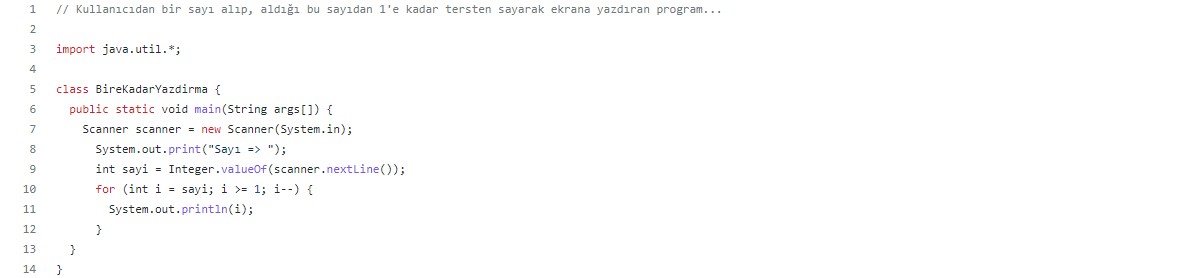 1 // Kullanıcıdan bir sayı alıp, aldığı bu sayıdan 1'e kadar tersten sayarak ekrana yazdıran program...
2
3 import java.util.*;
4
5 class BireKadarYazdirma {
6 public static void main(String args[]) {
7 Scanner scanner = new Scanner(System.in);
8 System.out.print("Sayı => ");
9 int sayi = Integer.valueOf(scanner.nextLine());
10 for (int i = sayi; i >= 1; i--) {
11 System.out.println(i);
12 }
13 }
14 }